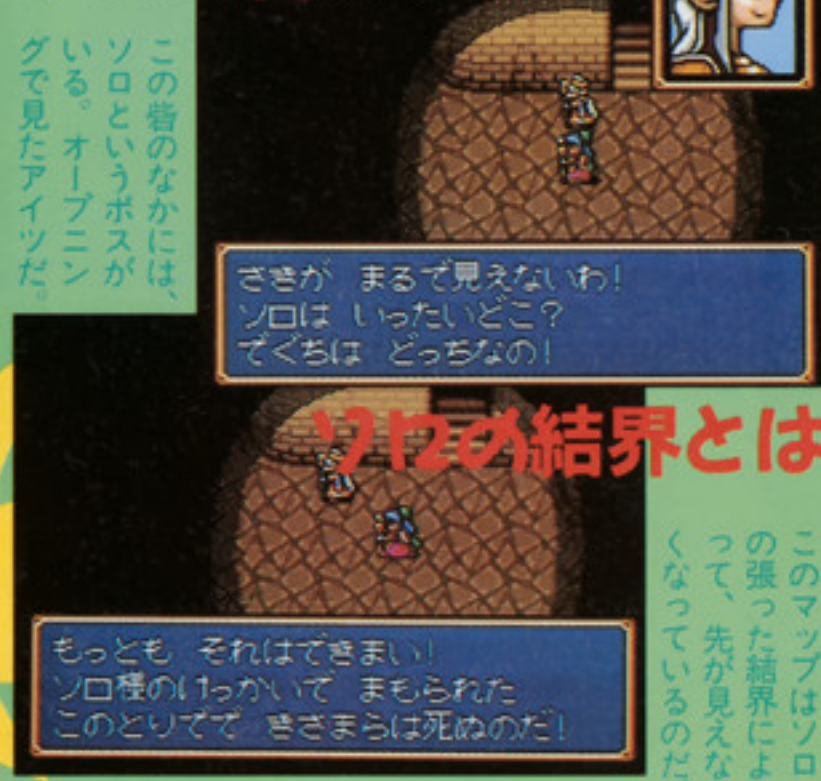 この砦のなかには、
ソロというボスが
いる。オープニン
グで見たアイツだ。
さきが まるで見えないわ!
ソロは いったいどこ?
でぐちは どっちなの!
ソロの結界とは
もっとも それはできまい!
ソロ様のけっかいで まもられた
このとりでで きさまらは死ぬのだ!
このマップはソロ
の張った結界によ
って、先が見えな
くなっているのだ